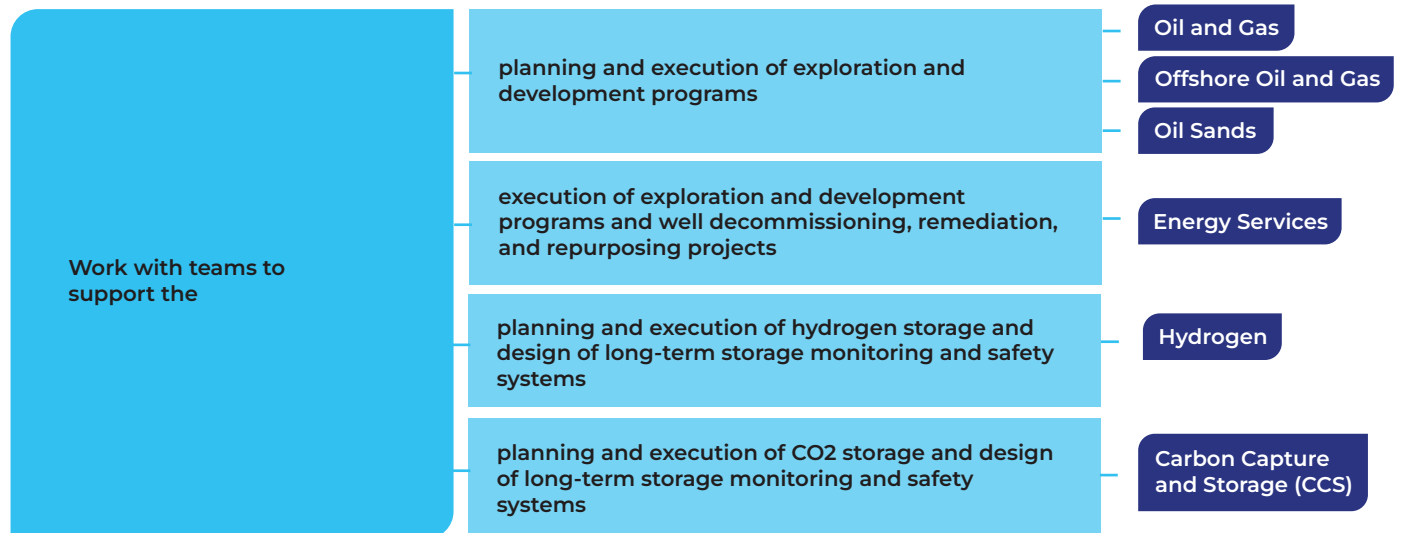 Work with teams to
support the
planning and execution of exploration and
development programs
Oil and Gas
Offshore Oil and Gas
Oil Sands
execution of exploration and development
programs and well decommissioning, remediation,
and repurposing projects
Energy Services
planning and execution of hydrogen storage and
design of long-term storage monitoring and safety
systems
Hydrogen
planning and execution of CO2 storage and design
of long-term storage monitoring and safety
systems
Carbon Capture
and Storage (CCS)